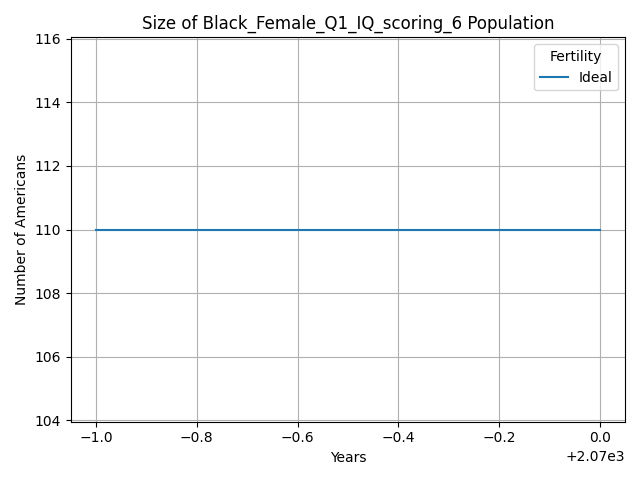 Size of Black_Female_Q1_IQ_scoring_6 Population
Fertility
Ideal
Number of Americans
116
114
112
110
108
106
104
−1.0 −0.8 −0.6 −0.4 −0.2 0.0
Years
+2.07e3